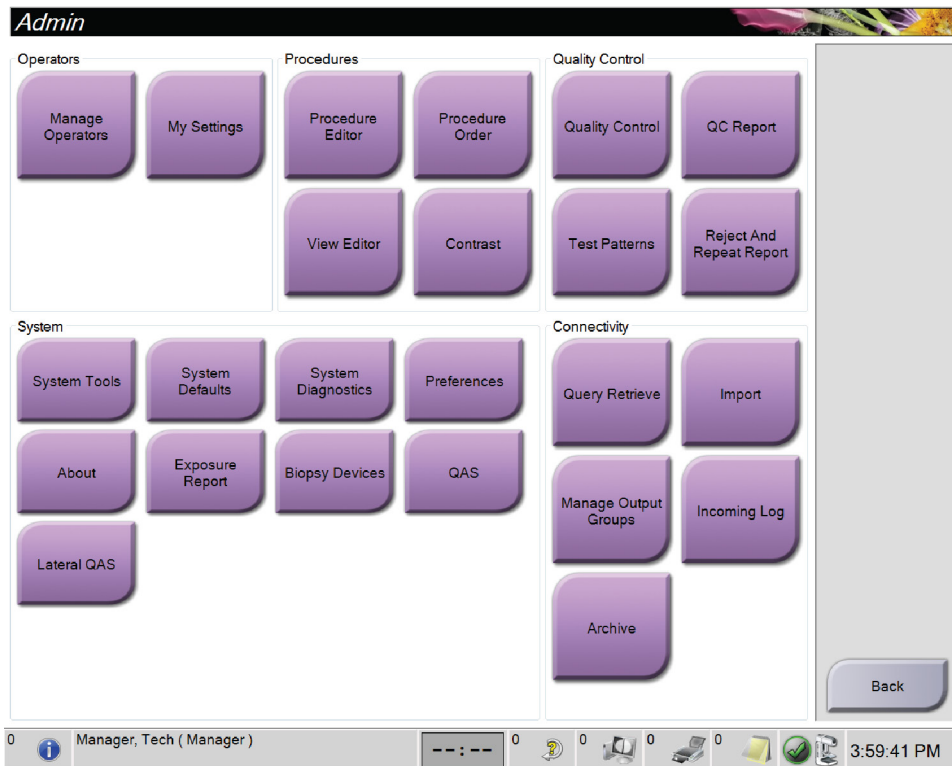 Admin
Operators
Manage
Operators
My Settings
Procedures
Procedure
Editor
Procedure
Order
View Editor
Contrast
Quality Control
Quality Control
QC Report
Test Patterns
Reject And
Repeat Report
System
System Tools
System
Defaults
System
Diagnostics
Preferences
About
Exposure
Report
Biopsy Devices
QAS
Lateral QAS
Connectivity
Query Retrieve
Import
Manage Output
Groups
Incoming Log
Archive
Back
0
Manager, Tech ( Manager )
--:--
0
0
0
0
3:59:41 PM